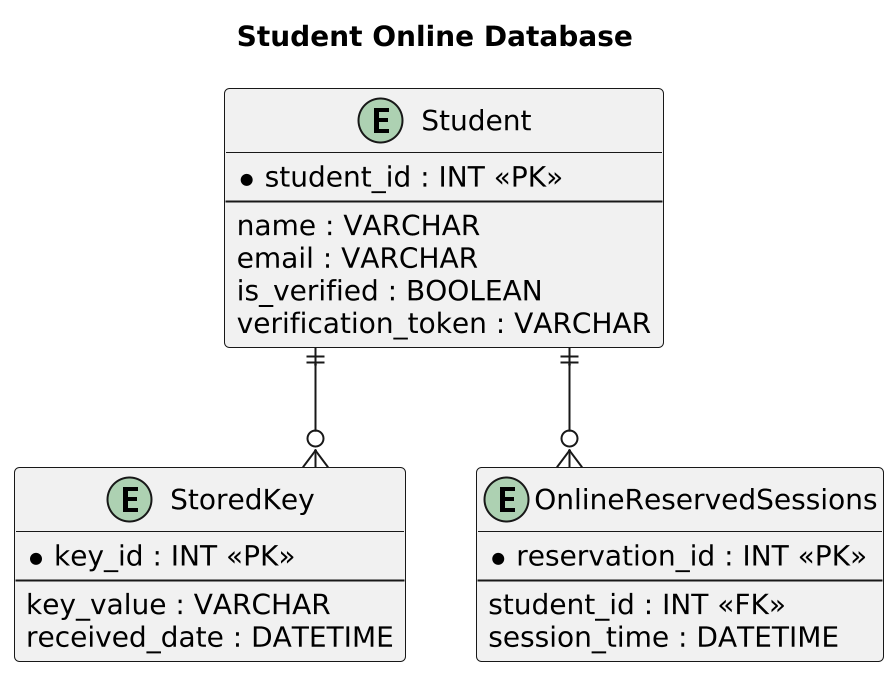 Student Online Database
E Student
student_id : INT «PK»
name : VARCHAR
email : VARCHAR
is_verified : BOOLEAN
verification_token : VARCHAR
E StoredKey
key_id : INT «PK»
key_value : VARCHAR
received_date : DATETIME
E OnlineReservedSessions
reservation_id : INT «PK»
student_id : INT «FK»
session_time : DATETIME